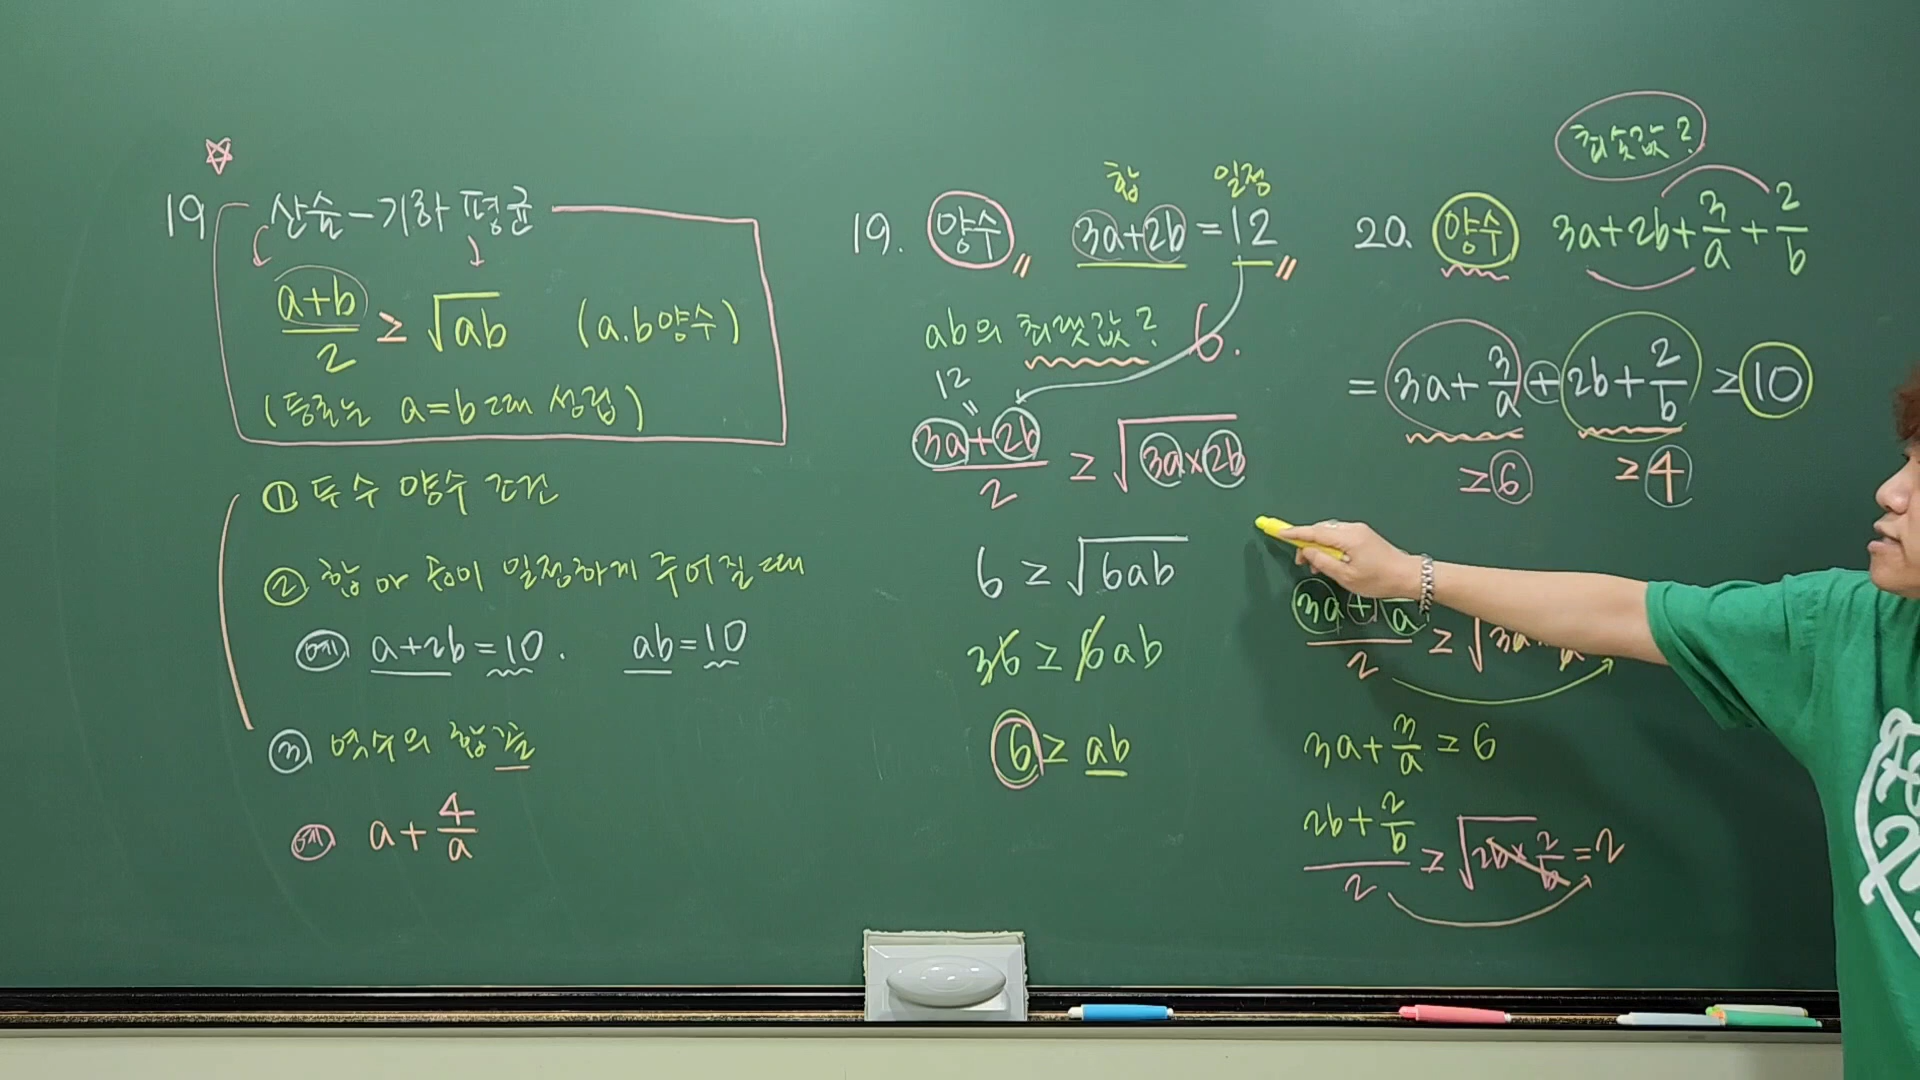 19 산술-기하 평균
a+b/2 ≥ √ab (a.b양수)
(등호는 a=b 때 성립)
① 두 수 양수 조건
② 합 or 곱이 일정하게 주어질 때
예 a+2b=10. ab=10
③ 역수의 합 꼴
예 a+4/a
19. 양수 3a+2b=12
합 일정
ab의 최댓값? 6.
12
=
3a+2b/2 ≥ √3a×2b
6 ≥ √6ab
36 ≥ 6ab
6 ≥ ab
최솟값?
20. 양수 3a+2b+3/a+2/b
= 3a+3/a + 2b+2/b ≥ 10
≥6 ≥4
3a+3/a ≥ 6
2b+2/b/2 ≥ √2b×2/b = 2